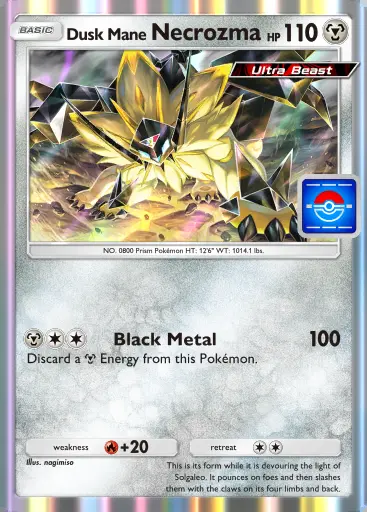 BASIC Dusk Mane Necrozma HP 110
Ultra Beast
NO. 0800 Prism Pokémon HT: 12'6" WT: 1014.1 lbs.
Black Metal 100
Discard a Energy from this Pokémon.
weakness +20 retreat
Illus. nagimiso
This is its form while it is devouring the light of
Solgaleo. It pounces on foes and then slashes
them with the claws on its four limbs and back.